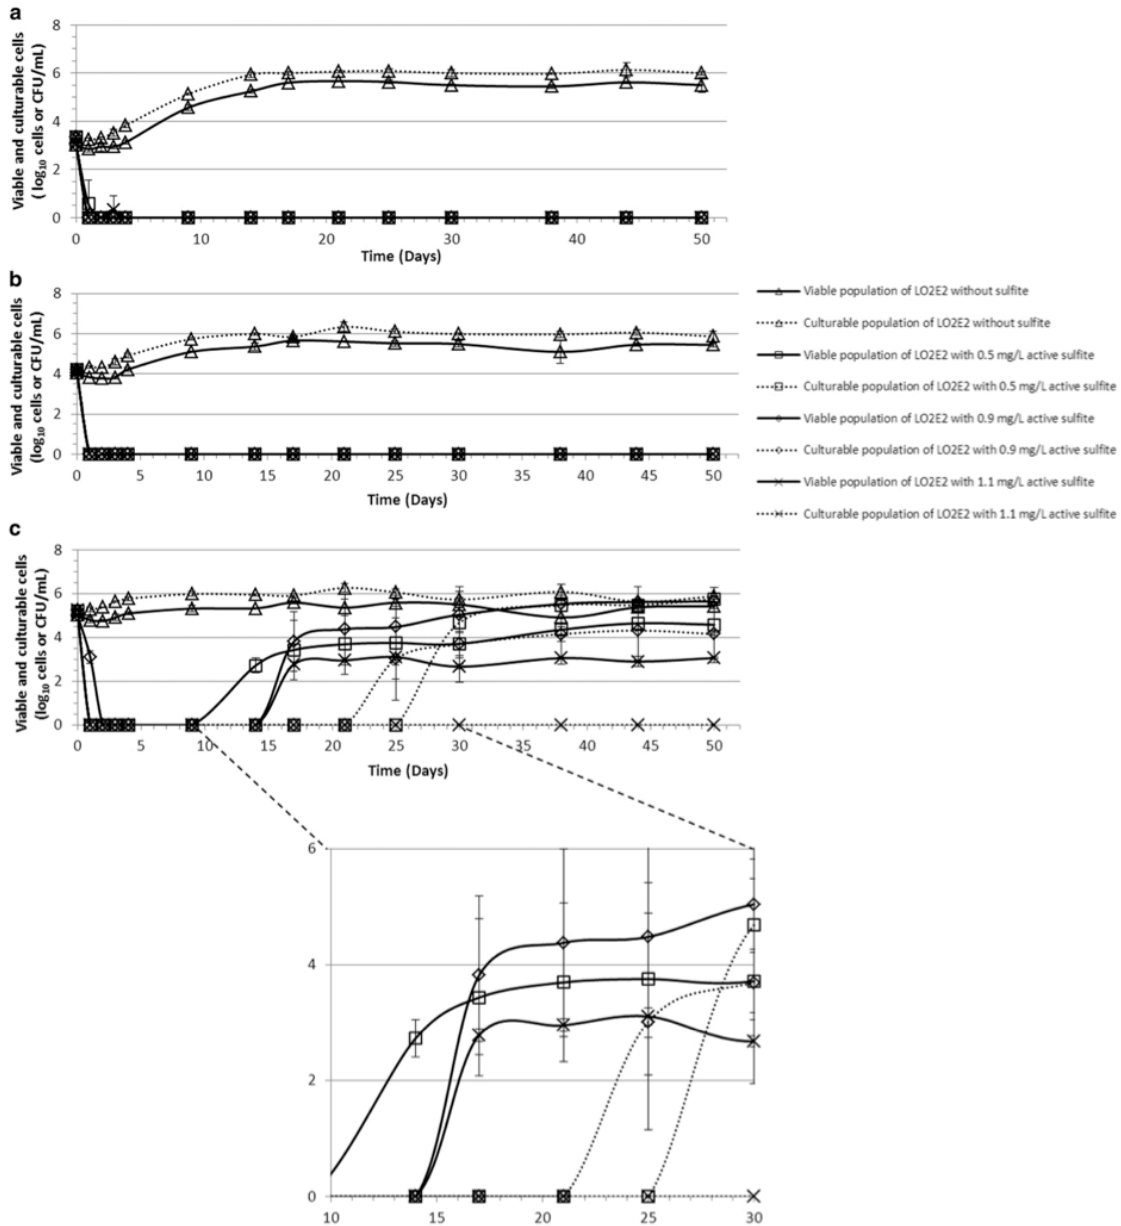 a
Viable and culturable cells
( log10 cells or CFU/mL)
8
6
4
2
0
0 10 20 30 40 50
Time (Days)
b
Viable and culturable cells
(log10 cells or CFU/mL)
8
6
4
2
0
0 5 10 15 20 25 30 35 40 45 50
Time (Days)
Viable population of LO2E2 without sulfite
Culturable population of LO2E2 without sulfite
Viable population of LO2E2 with 0.5 mg/L active sulfite
Culturable population of LO2E2 with 0.5 mg/L active sulfite
Viable population of LO2E2 with 0.9 mg/L active sulfite
Culturable population of LO2E2 with 0.9 mg/L active sulfite
Viable population of LO2E2 with 1.1 mg/L active sulfite
Culturable population of LO2E2 with 1.1 mg/L active sulfite
c
Viable and culturable cells
(log10 cells or CFU/mL)
8
6
4
2
0
0 5 10 15 20 25 30 35 40 45 50
Time (Days)
6
4
2
0
10 15 20 25 30